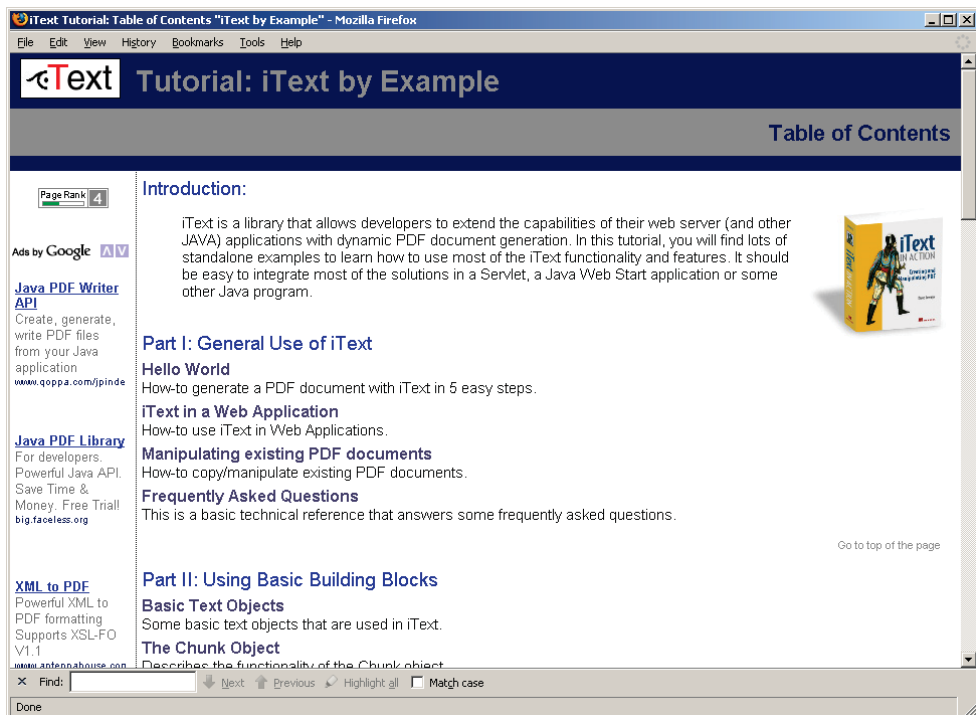 iText Tutorial: Table of Contents "iText by Example" - Mozilla Firefox
File Edit View History Bookmarks Tools Help
iText Tutorial: iText by Example
Table of Contents
Page Rank 4
Ads by Google
Java PDF Writer
API
Create, generate,
write PDF files
from your Java
application
www.qoppa.com/jpinde
Java PDF Library
For developers.
Powerful Java API.
Save Time &
Money. Free Trial!
big.faceless.org
XML to PDF
Powerful XML to
PDF formatting
Supports XSL-FO
V1.1
www.antennahouse.con
Introduction:
iText is a library that allows developers to extend the capabilities of their web server (and other
JAVA) applications with dynamic PDF document generation. In this tutorial, you will find lots of
standalone examples to learn how to use most of the iText functionality and features. It should
be easy to integrate most of the solutions in a Servlet, a Java Web Start application or some
other Java program.
iText
IN ACTION
Part I: General Use of iText
Hello World
How-to generate a PDF document with iText in 5 easy steps.
iText in a Web Application
How-to use iText in Web Applications.
Manipulating existing PDF documents
How-to copy/manipulate existing PDF documents.
Frequently Asked Questions
This is a basic technical reference that answers some frequently asked questions.
Go to top of the page
Part II: Using Basic Building Blocks
Basic Text Objects
Some basic text objects that are used in iText.
The Chunk Object
Describes the functionality of the Chunk object
Find: Next Previous Highlight all Match case
Done